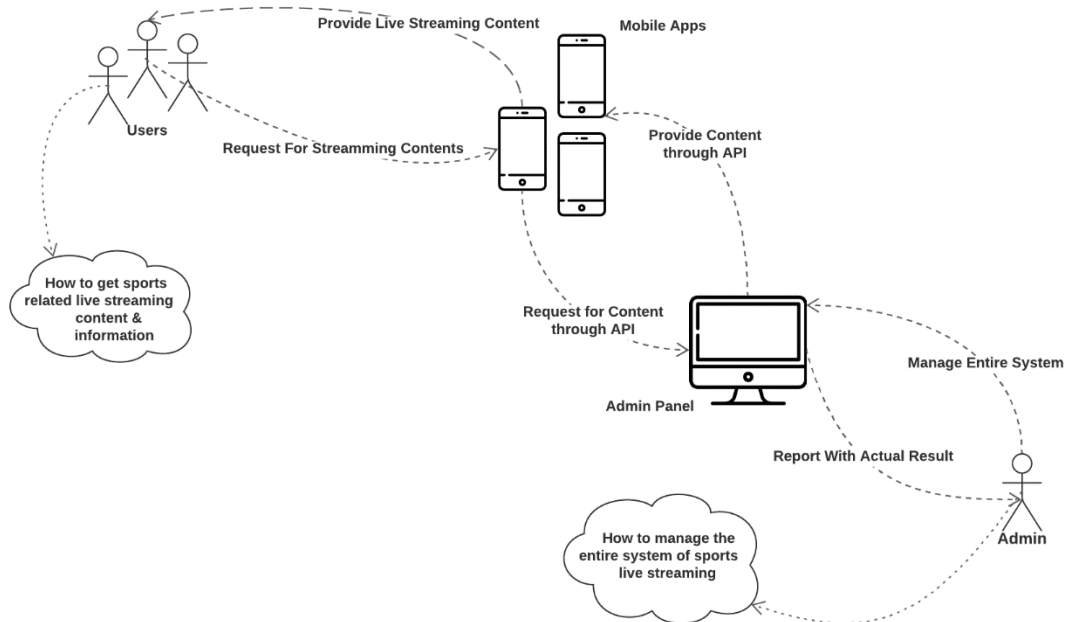 Provide Live Streaming Content
Mobile Apps
Users
Request For Streamming Contents
Provide Content
through API
How to get sports
related live streaming
content &
information
Request for Content
through API
Manage Entire System
Admin Panel
Report With Actual Result
How to manage the
entire system of sports
live streaming
Admin